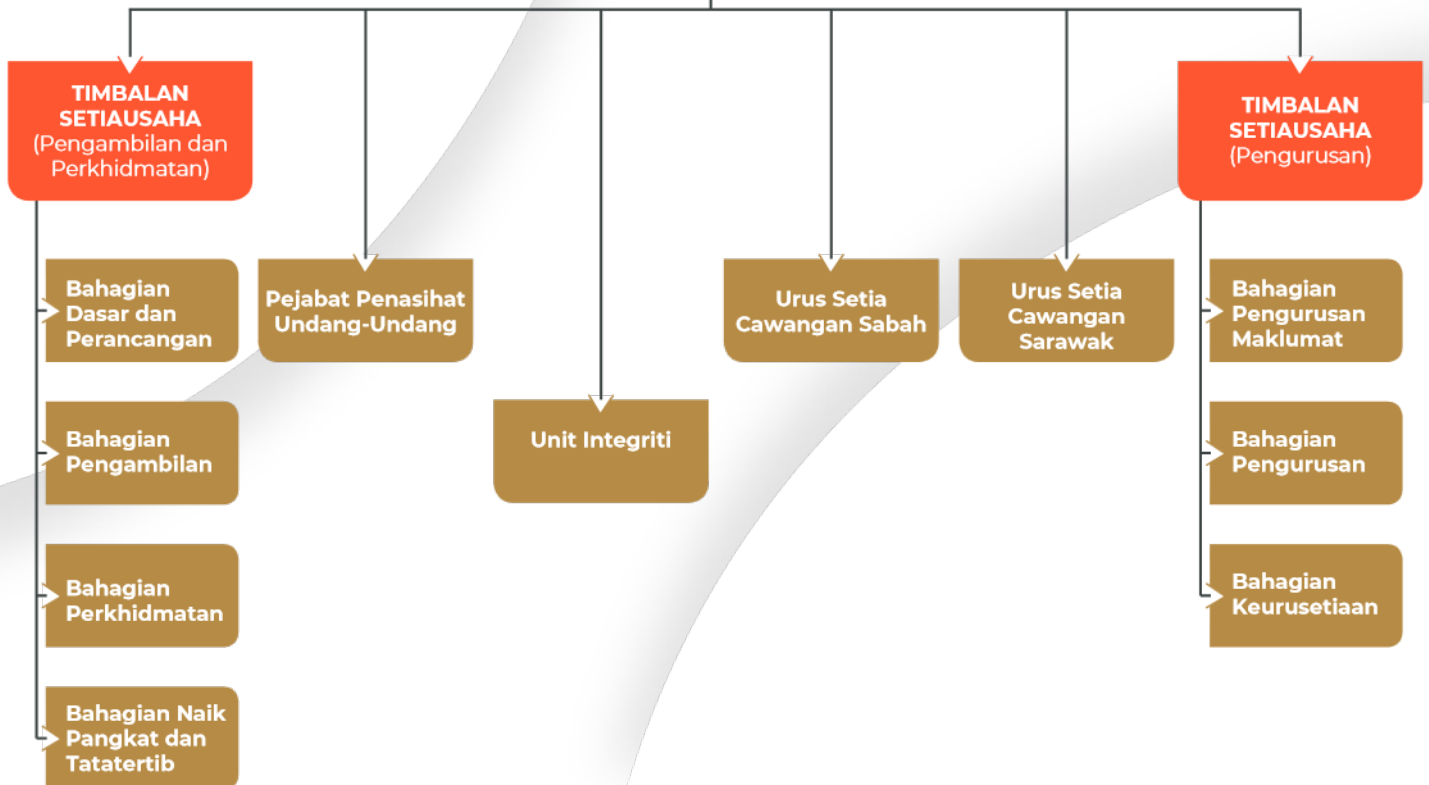 TIMBALAN
SETIAUSAHA
(Pengambilan dan
Perkhidmatan)
TIMBALAN
SETIAUSAHA
(Pengurusan)
Bahagian
Dasar dan
Perancangan
Pejabat Penasihat
Undang-Undang
Urus Setia
Cawangan Sabah
Urus Setia
Cawangan
Sarawak
Bahagian
Pengurusan
Maklumat
Bahagian
Pengambilan
Unit Integriti
Bahagian
Pengurusan
Bahagian
Perkhidmatan
Bahagian
Keurusetiaan
Bahagian Naik
Pangkat dan
Tatatertib